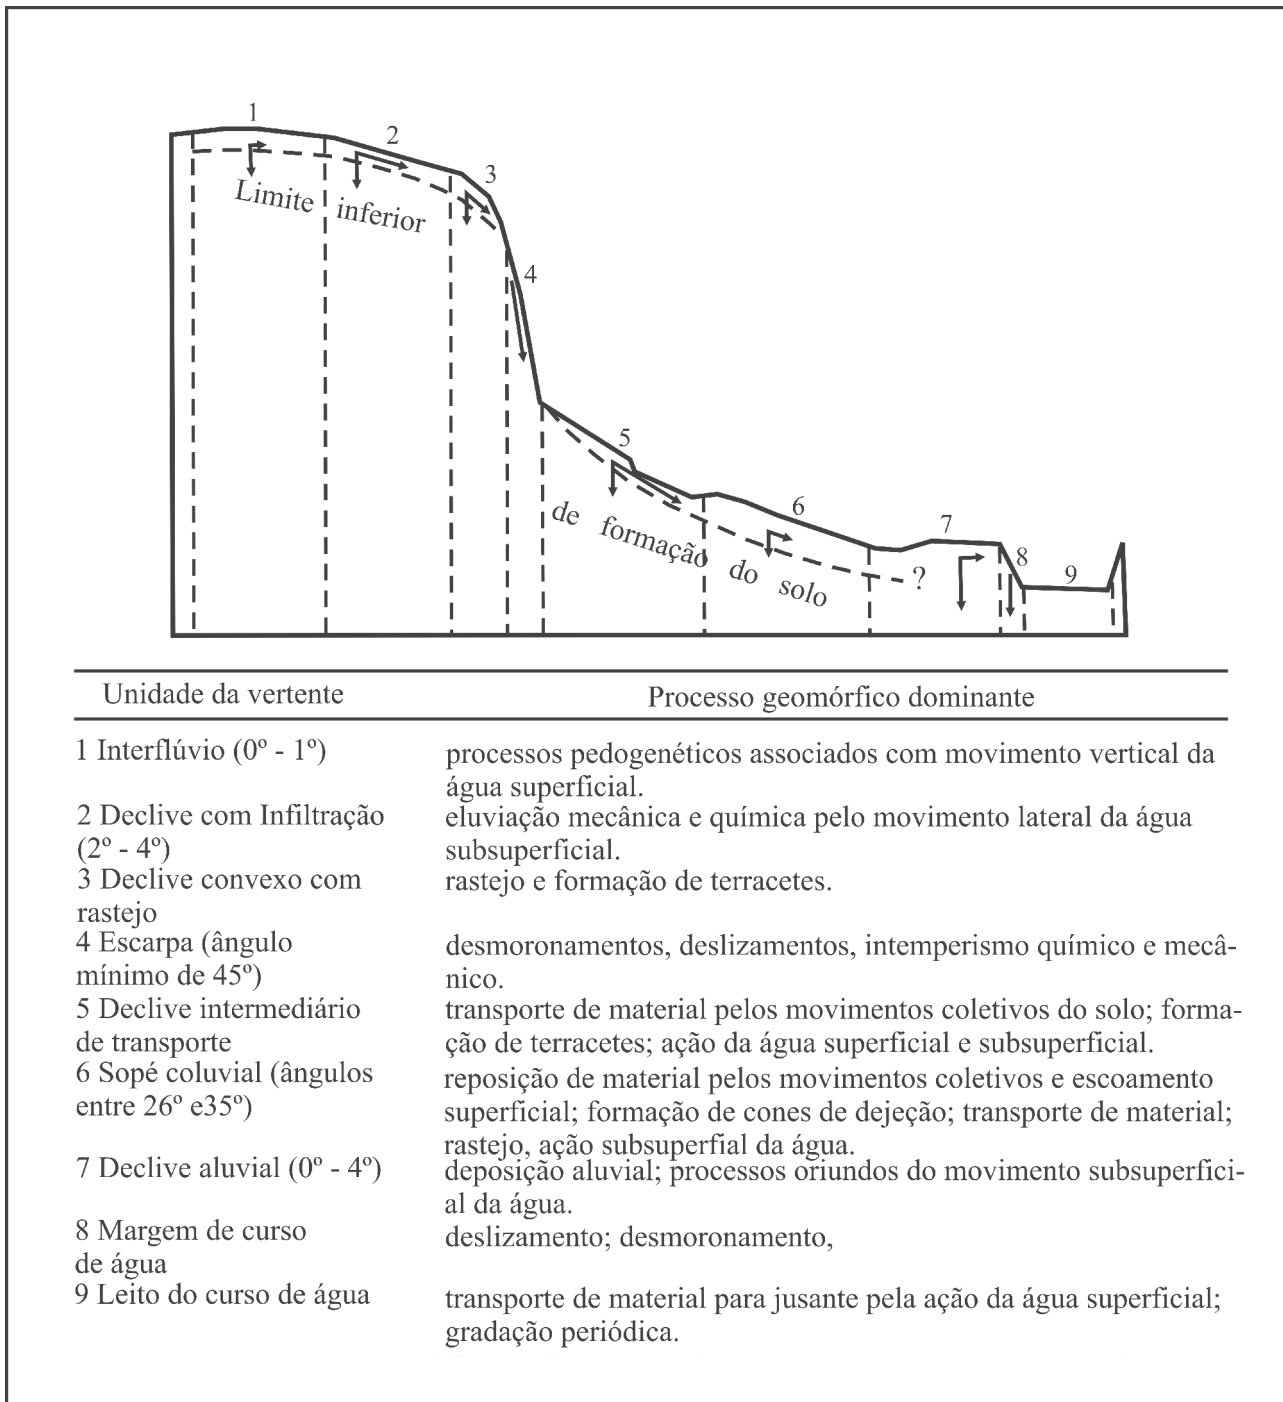 1
2
3
Limite inferior
4
5
de formação do solo
6
?
7
8
9
Unidade da vertente Processo geomórfico dominante
1 Interflúvio (0º - 1º) processos pedogenéticos associados com movimento vertical da
água superficial.
2 Declive com Infiltração eluviação mecânica e química pelo movimento lateral da água
(2º - 4º) subsuperficial.
3 Declive convexo com rastejo e formação de terracetes.
rastejo
4 Escarpa (ângulo desmoronamentos, deslizamentos, intemperismo químico e mecâ-
mínimo de 45º) nico.
5 Declive intermediário transporte de material pelos movimentos coletivos do solo; forma-
de transporte ção de terracetes; ação da água superficial e subsuperficial.
6 Sopé coluvial (ângulos reposição de material pelos movimentos coletivos e escoamento
entre 26º e35º) superficial; formação de cones de dejeção; transporte de material;
rastejo, ação subsuperfial da água.
7 Declive aluvial (0º - 4º) deposição aluvial; processos oriundos do movimento subsuperfici-
al da água.
8 Margem de curso deslizamento; desmoronamento,
de água
9 Leito do curso de água transporte de material para jusante pela ação da água superficial;
gradação periódica.